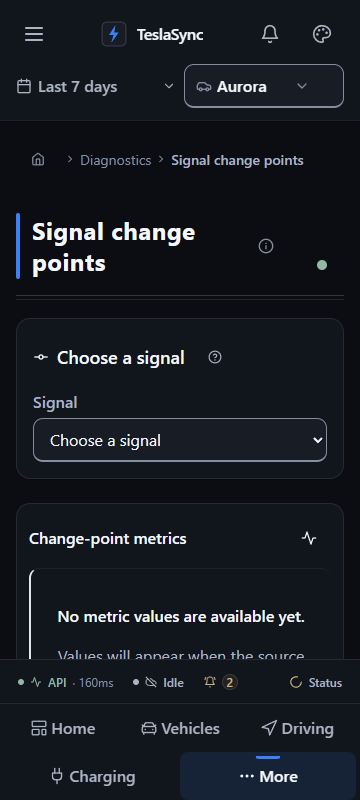 TeslaSync
Last 7 days
Aurora
Diagnostics
Signal change points
Signal change
points
Choose a signal
Signal
Choose a signal
Change-point metrics
No metric values are available yet.
Values will appear when the source
API · 160ms
Idle
2
Status
Home
Vehicles
Driving
Charging
More